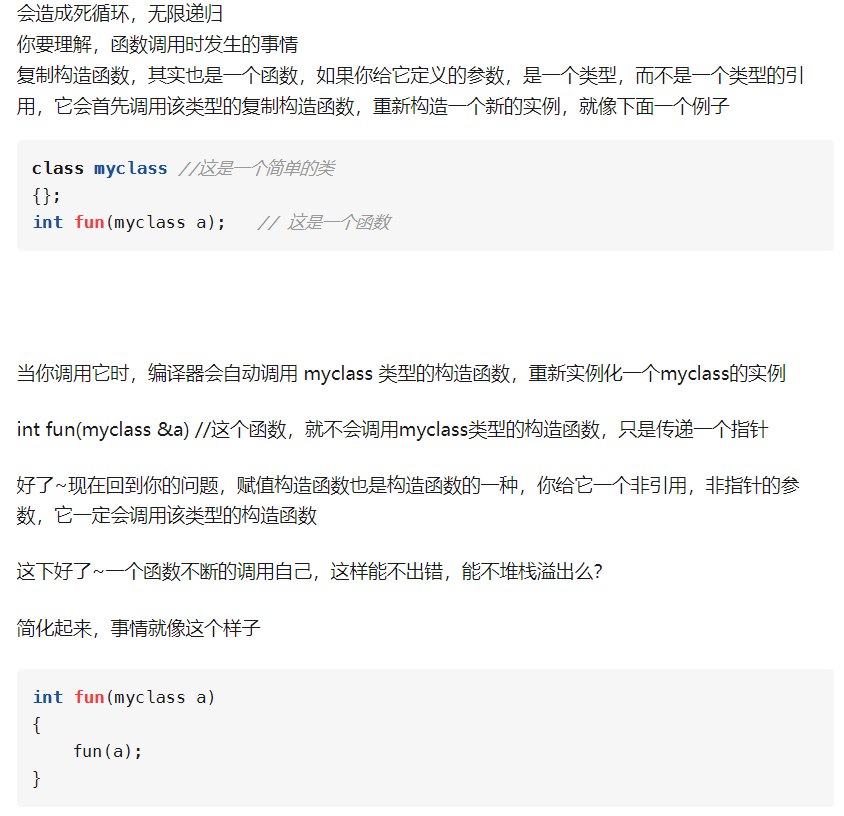 会造成死循环，无限递归
你要理解，函数调用时发生的事情
复制构造函数，其实也是一个函数，如果你给它定义的参数，是一个类型，而不是一个类型的引
用，它会首先调用该类型的复制构造函数，重新构造一个新的实例，就像下面一个例子
class myclass //这是一个简单的类
{};
int fun(myclass a);   // 这是一个函数
当你调用它时，编译器会自动调用 myclass 类型的构造函数，重新实例化一个myclass的实例
int fun(myclass &a) //这个函数，就不会调用myclass类型的构造函数，只是传递一个指针
好了~现在回到你的问题，赋值构造函数也是构造函数的一种，你给它一个非引用，非指针的参
数，它一定会调用该类型的构造函数
这下好了~一个函数不断的调用自己，这样能不出错，能不堆栈溢出么？
简化起来，事情就像这个样子
int fun(myclass a)
{
    fun(a);
}